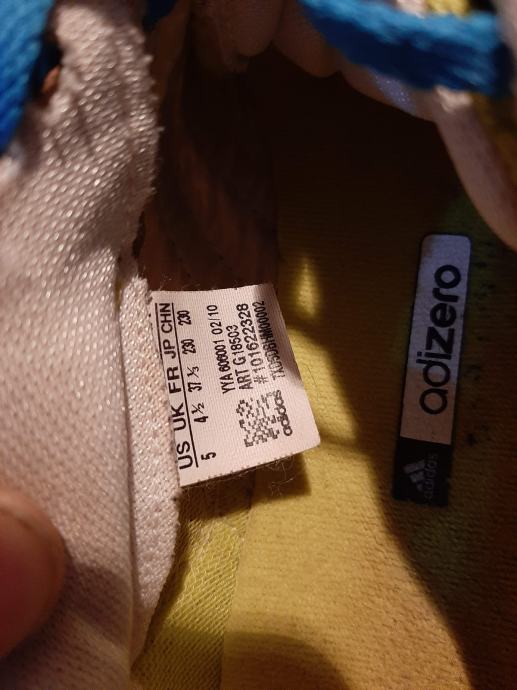 US UK FR JP CHN
5 4½ 37⅓ 230 230
YYA 606001 02/10
ART G18503
#101622328
adidas
adizero
adidas